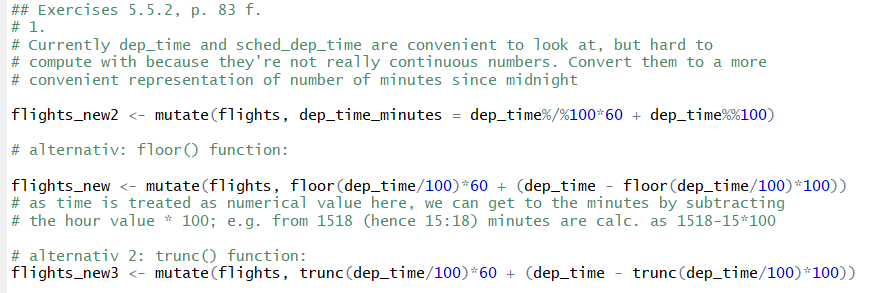 ## Exercises 5.5.2, p. 83 f.
# 1.
# Currently dep_time and sched_dep_time are convenient to look at, but hard to
# compute with because they're not really continuous numbers. Convert them to a more
# convenient representation of number of minutes since midnight
flights_new2 <- mutate(flights, dep_time_minutes = dep_time%/%100*60 + dep_time%%100)
# alternativ: floor() function:
flights_new <- mutate(flights, floor(dep_time/100)*60 + (dep_time - floor(dep_time/100)*100))
# as time is treated as numerical value here, we can get to the minutes by subtracting
# the hour value * 100; e.g. from 1518 (hence 15:18) minutes are calc. as 1518-15*100
# alternativ 2: trunc() function:
flights_new3 <- mutate(flights, trunc(dep_time/100)*60 + (dep_time - trunc(dep_time/100)*100))